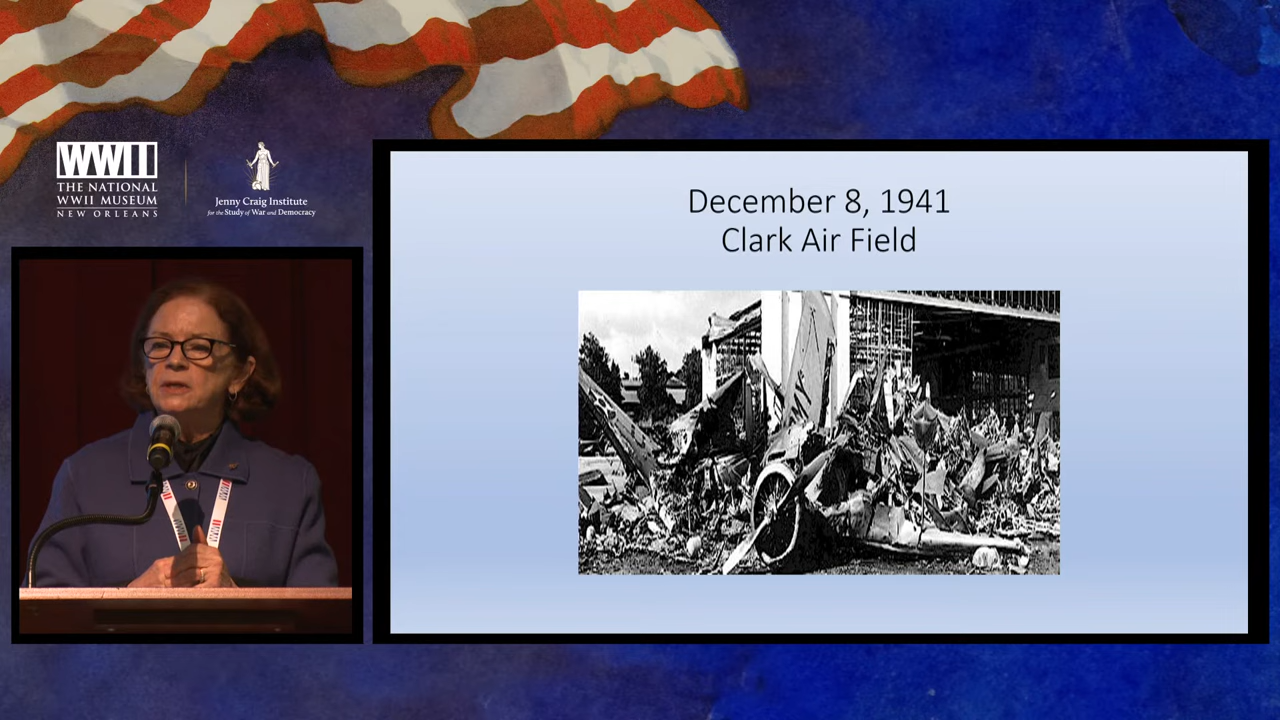 WWII
THE NATIONAL
WWII MUSEUM
NEW ORLEANS
Jenny Craig Institute
for the Study of War and Democracy
December 8, 1941
Clark Air Field